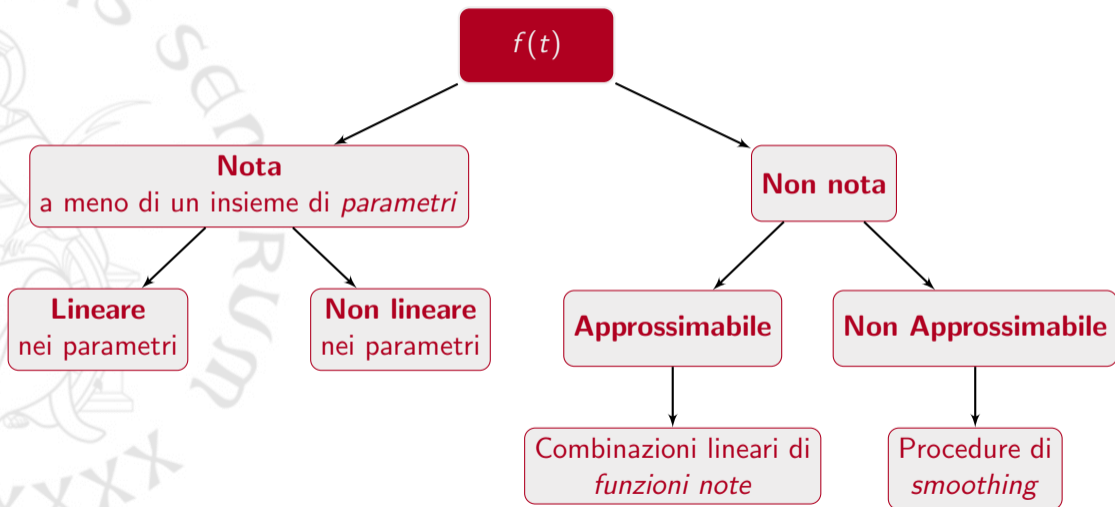 f(t)
Nota
a meno di un insieme di parametri
Non nota
Lineare
nei parametri
Non lineare
nei parametri
Approssimabile
Non Approssimabile
Combinazioni lineari di
funzioni note
Procedure di
smoothing